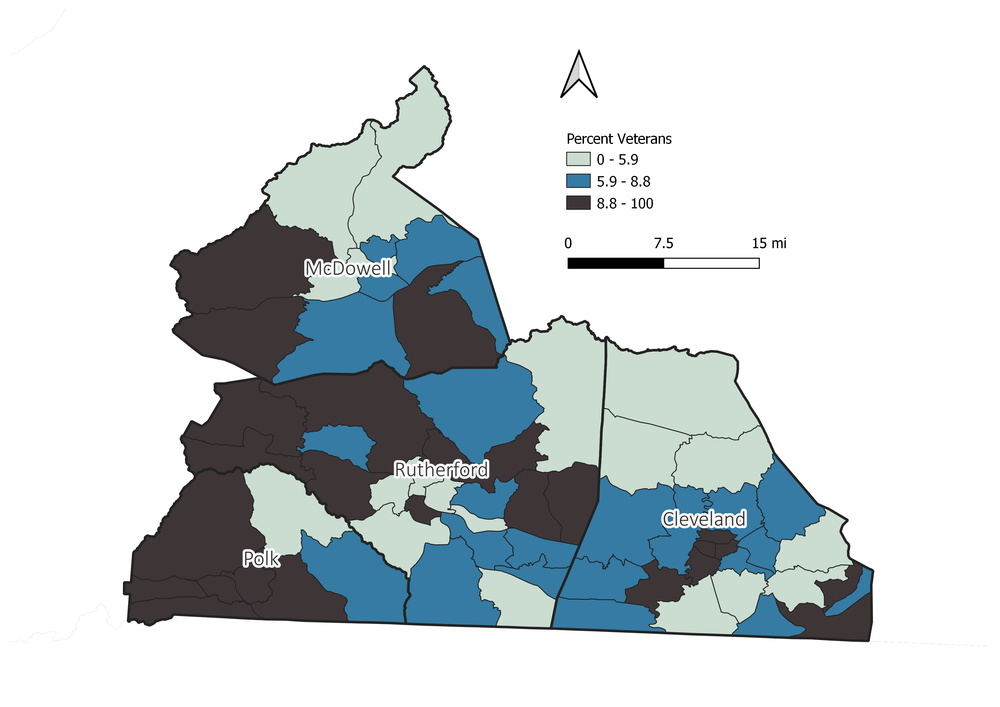 Percent Veterans
0 - 5.9
5.9 - 8.8
8.8 - 100
0 7.5 15 mi
McDowell
Rutherford
Cleveland
Polk